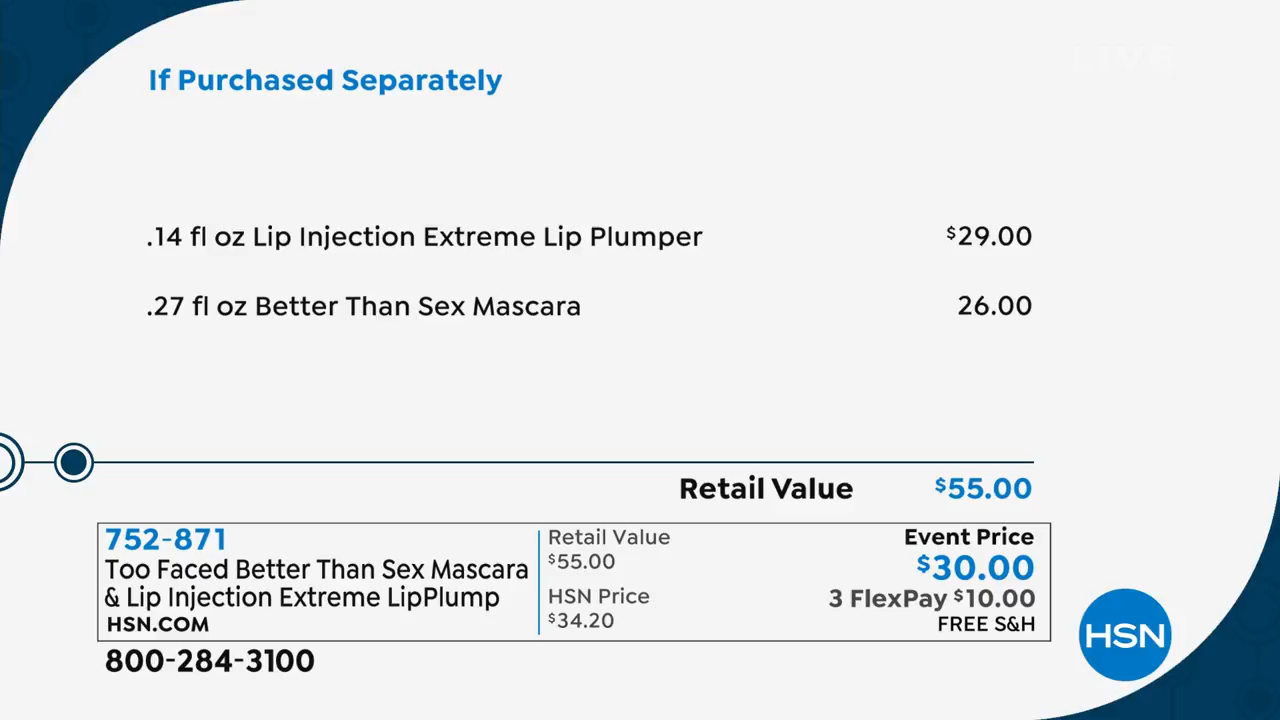 LIVE
If Purchased Separately
.14 fl oz Lip Injection Extreme Lip Plumper $29.00
.27 fl oz Better Than Sex Mascara 26.00
Retail Value $55.00
752-871
Too Faced Better Than Sex Mascara
& Lip Injection Extreme LipPlump
HSN.COM
Retail Value
$55.00
HSN Price
$34.20
Event Price
$30.00
3 FlexPay $10.00
FREE S&H
800-284-3100
HSN